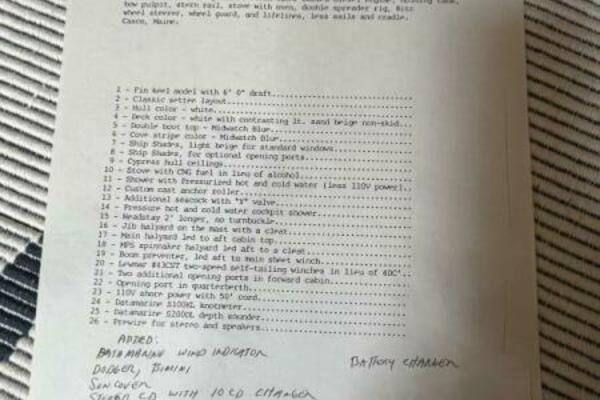 bow pulpit, stern rail, stove with oven, double spreader rig, Ritz
wheel steerer, wheel guard, and lifelines, less sails and cradle.
Casco, Maine.
1 - Fin keel model with 6' 0" draft
2 - Classic settee layout
3 - Hull color - white
4 - Deck color - white with contrasting lt. sand beige non-skid
5 - Double boot top - Midwatch Blue
6 - Cove stripe color - Midwatch Blue
7 - Ship Shades, light beige for standard windows
8 - Ship Shades, for optional opening ports
9 - Cypress hull ceilings
10 - Stove with CNG fuel in lieu of alcohol
11 - Shower with Pressurized hot and cold water (less 110V power)
12 - Custom cast anchor roller
13 - Additional seacock with "Y" valve
14 - Pressure hot and cold water cockpit shower
15 - Headstay 2' longer, no turnbuckle
16 - Jib halyard on the mast with a cleat
17 - Main halyard led to aft cabin top
18 - MPS spinnaker halyard led aft to a cleat
19 - Boom preventer, led aft to main sheet winch
20 - Lewmar #43CST two-speed self-tailing winches in lieu of 40C'
21 - Two additional opening ports in forward cabin
22 - Opening port in quarterberth
23 - 110V shore power with 50' cord
24 - Datamarine S100KL knotmeter
25 - Datamarine S200DL depth sounder
26 - Prewire for stereo and speakers
ADDED:
DATAMARINE WIND INDICATOR
BATTERY CHARGER
DODGER, BIMINI
SUNCOVER
STEREO CD WITH 10 CD CHANGER